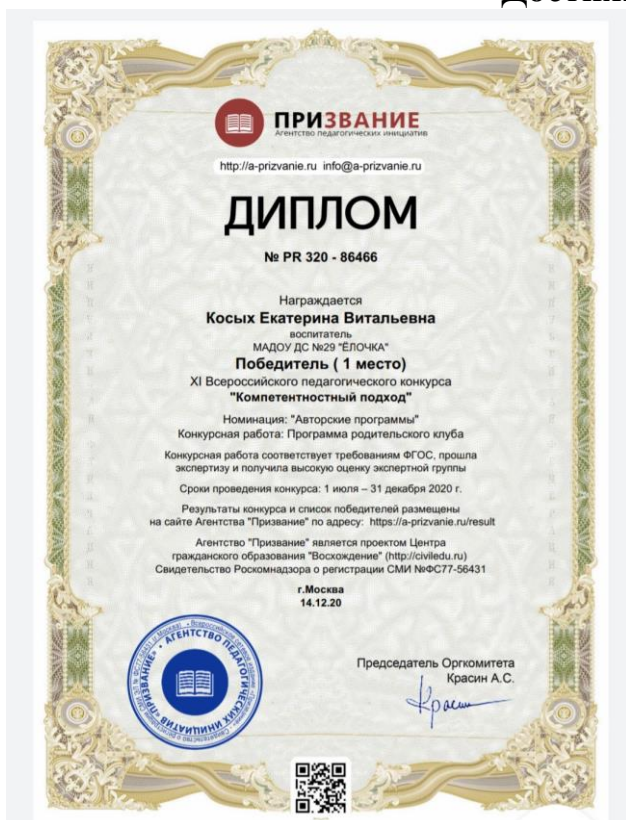 ПРИЗВАНИЕ
Агентство педагогических инициатив
http://a-prizvanie.ru info@a-prizvanie.ru
ДИПЛОМ
№ PR 320 - 86466
Награждается
Косых Екатерина Витальевна
воспитатель
МАДОУ ДС №29 "ЁЛОЧКА"
Победитель ( 1 место)
XI Всероссийского педагогического конкурса
"Компетентностный подход"
Номинация: "Авторские программы"
Конкурсная работа: Программа родительского клуба
Конкурсная работа соответствует требованиям ФГОС, прошла
экспертизу и получила высокую оценку экспертной группы
Сроки проведения конкурса: 1 июля – 31 декабря 2020 г.
Результаты конкурса и список победителей размещены
на сайте Агентства "Призвание" по адресу: https://a-prizvanie.ru/result
Агентство "Призвание" является проектом Центра
гражданского образования "Восхождение" (http://civiledu.ru)
Свидетельство Роскомнадзора о регистрации СМИ №ФС77-56431
г.Москва
14.12.20
АГЕНТСТВО ПЕДАГОГИЧЕСКИХ ИНИЦИАТИВ «ПРИЗВАНИЕ»
Председатель Оргкомитета
Красин А.С.